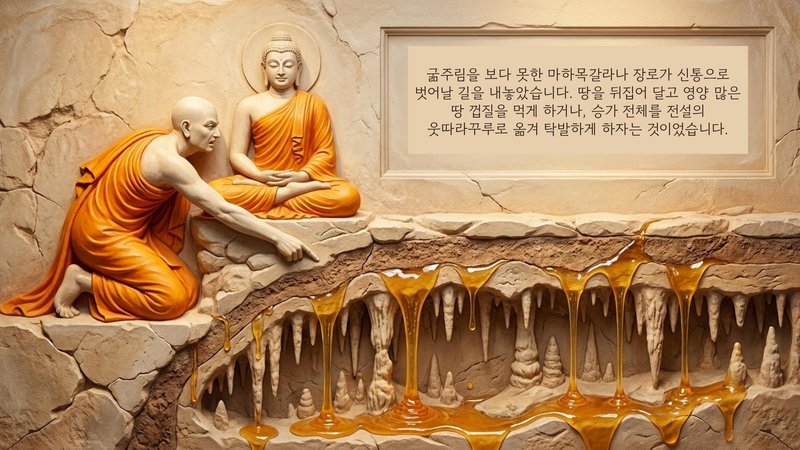 굶주림을 보다 못한 마하목갈라나 장로가 신통으로
벗어날 길을 내놓았습니다. 땅을 뒤집어 달고 영양 많은
땅 껍질을 먹게 하거나, 승가 전체를 전설의
웃따라꾸루로 옮겨 탁발하게 하자는 것이었습니다.